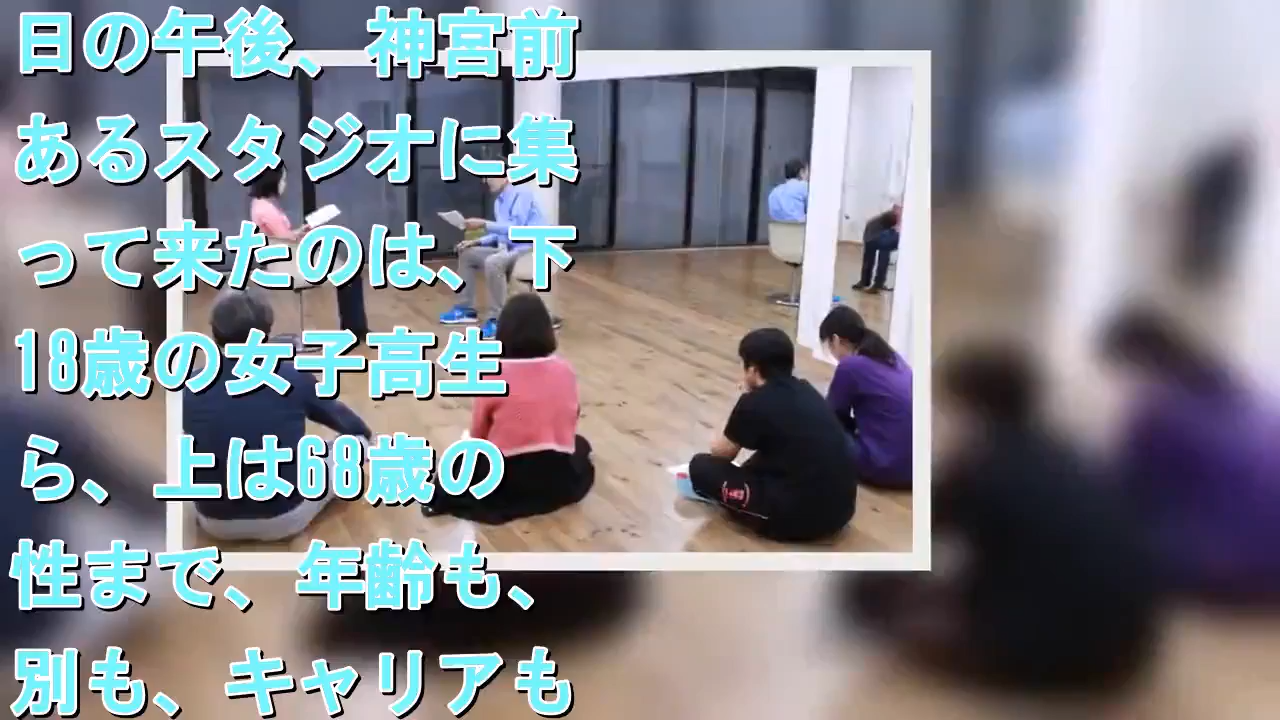 日の午後、神宮前
あるスタジオに集
って来たのは、下
18歳の女子高生
ら、上は68歳の
性まで、年齢も、
別も、キャリアも